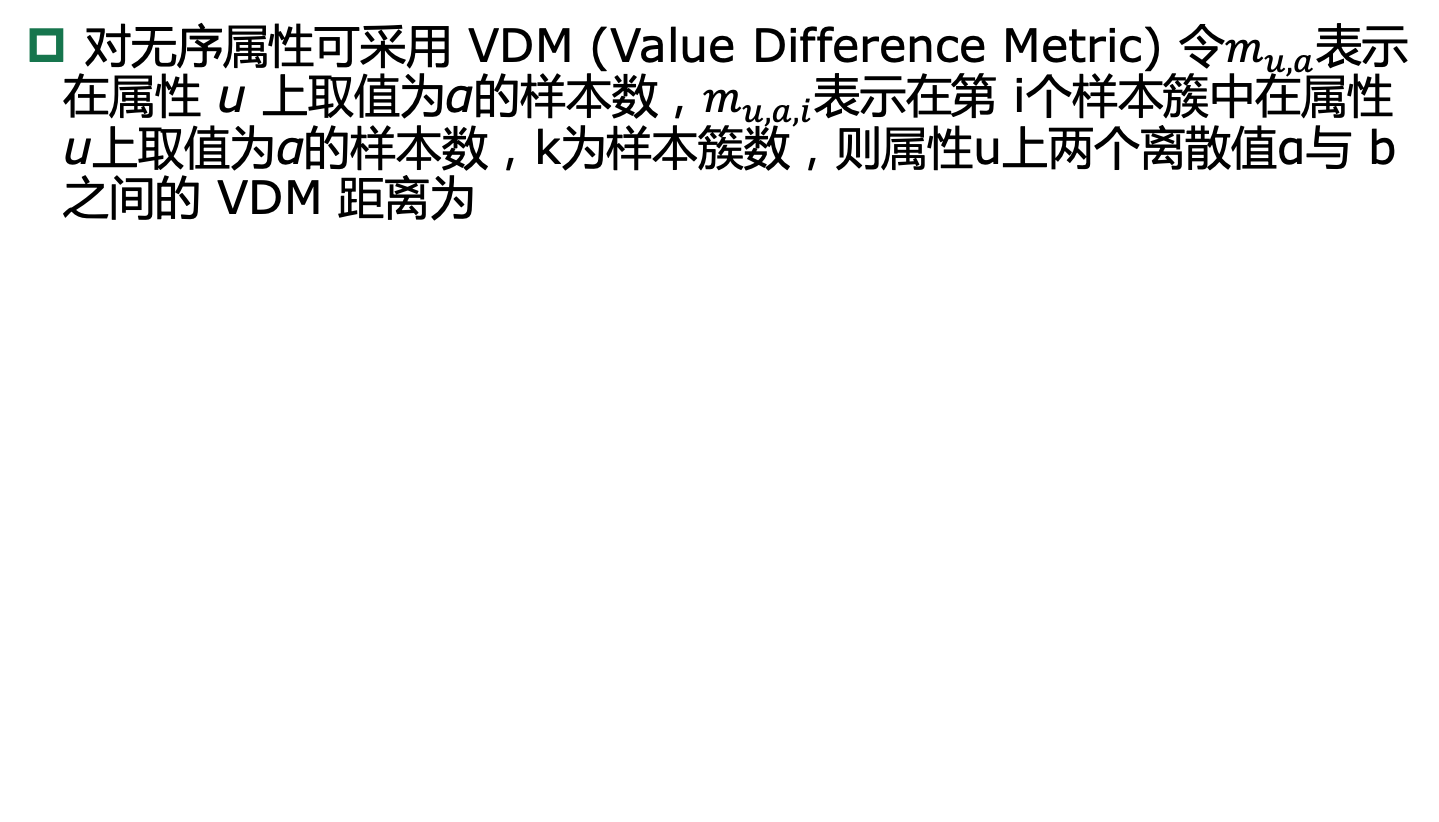 对无序属性可采用 VDM (Value Difference Metric) 令$m_{u,a}$表示
在属性 u 上取值为a的样本数，$m_{u,a,i}$表示在第 i个样本簇中在属性
u上取值为a的样本数，k为样本簇数，则属性u上两个离散值ɑ与 b
之间的 VDM 距离为